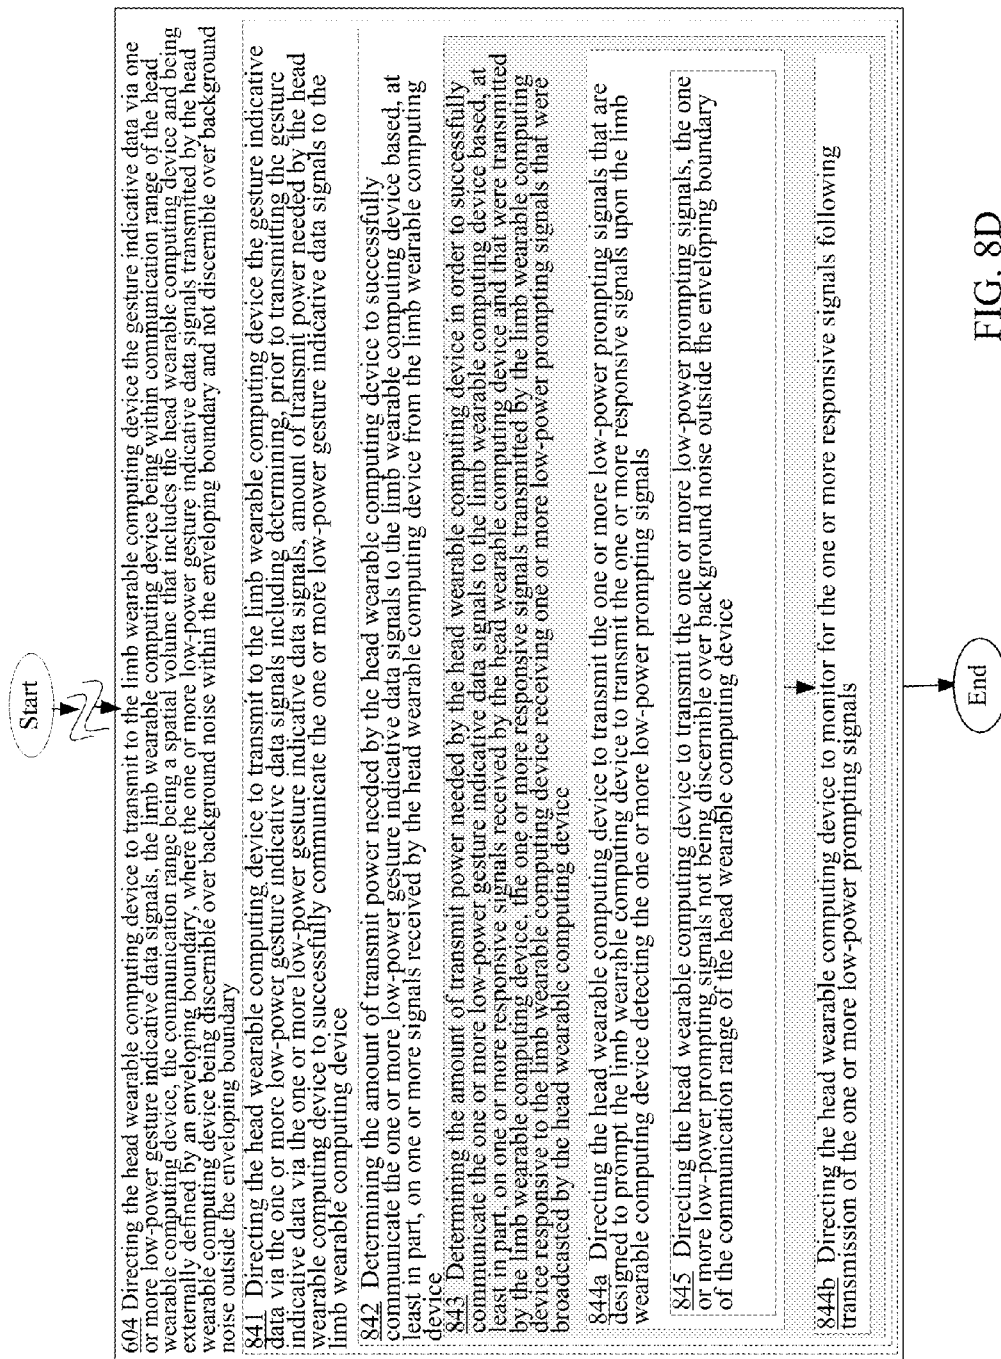 Start
604 Directing the head wearable computing device to transmit to the limb wearable computing device the gesture indicative data via one
or more low-power gesture indicative data signals, the limb wearable computing device being within communication range of the head
wearable computing device, the communication range being a spatial volume that includes the head wearable computing device and being
externally defined by an enveloping boundary, where the one or more low-power gesture indicative data signals transmitted by the head
wearable computing device being discernible over background noise within the enveloping boundary and not discernible over background
noise outside the enveloping boundary
841 Directing the head wearable computing device to transmit to the limb wearable computing device the gesture indicative
data via the one or more low-power gesture indicative data signals including determining, prior to transmitting the gesture
indicative data via the one or more low-power gesture indicative data signals, amount of transmit power needed by the head
wearable computing device to successfully communicate the one or more low-power gesture indicative data signals to the
limb wearable computing device
842 Determining the amount of transmit power needed by the head wearable computing device to successfully
communicate the one or more low-power gesture indicative data signals to the limb wearable computing device based, at
least in part, on one or more signals received by the head wearable computing device from the limb wearable computing
device
843 Determining the amount of transmit power needed by the head wearable computing device in order to successfully
communicate the one or more low-power gesture indicative data signals to the limb wearable computing device based, at
least in part, on one or more responsive signals received by the head wearable computing device and that were transmitted
by the limb wearable computing device, the one or more responsive signals transmitted by the limb wearable computing
device responsive to the limb wearable computing device receiving one or more low-power prompting signals that were
broadcasted by the head wearable computing device
844a Directing the head wearable computing device to transmit the one or more low-power prompting signals that are
designed to prompt the limb wearable computing device to transmit the one or more responsive signals upon the limb
wearable computing device detecting the one or more low-power prompting signals
845 Directing the head wearable computing device to transmit the one or more low-power prompting signals, the one
or more low-power prompting signals not being discernible over background noise outside the enveloping boundary
of the communication range of the head wearable computing device
844b Directing the head wearable computing device to monitor for the one or more responsive signals following
transmission of the one or more low-power prompting signals
End
FIG. 8D